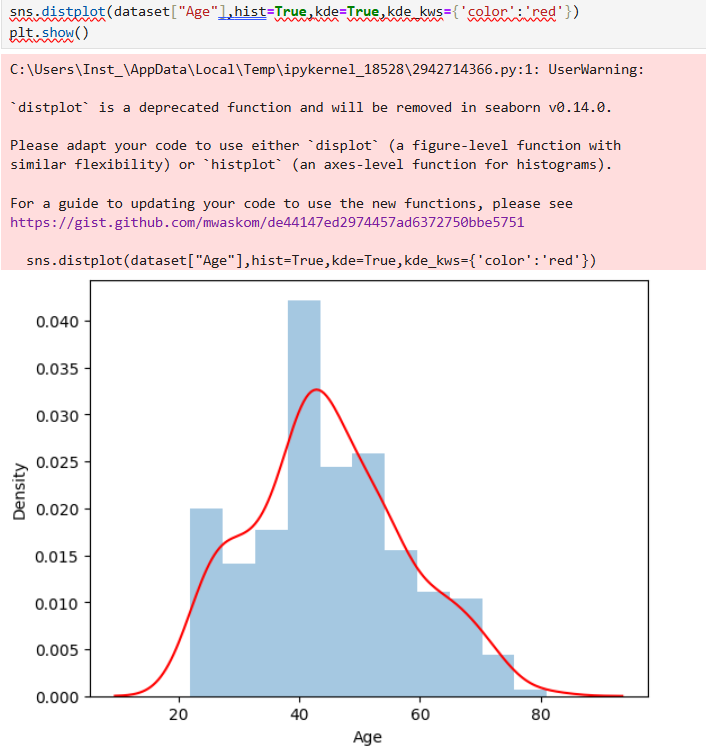 sns.distplot(dataset["Age"],hist=True,kde=True,kde_kws={'color':'red'})
plt.show()
C:\Users\Inst_\AppData\Local\Temp\ipykernel_18528\2942714366.py:1: UserWarning:
`distplot` is a deprecated function and will be removed in seaborn v0.14.0.
Please adapt your code to use either `displot` (a figure-level function with
similar flexibility) or `histplot` (an axes-level function for histograms).
For a guide to updating your code to use the new functions, please see
https://gist.github.com/mwaskom/de44147ed2974457ad6372750bbe5751
sns.distplot(dataset["Age"],hist=True,kde=True,kde_kws={'color':'red'})
0.040
0.035
0.030
0.025
0.020
0.015
0.010
0.005
0.000
Density
20 40 60 80
Age